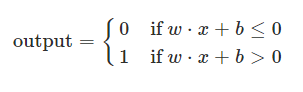 output = { 0 if w · x + b ≤ 0
1 if w · x + b > 0